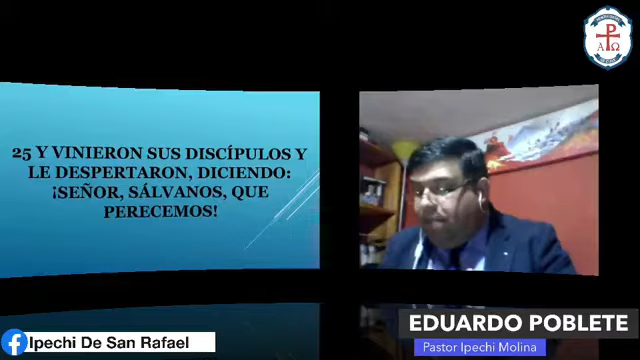 25 Y VINIERON SUS DISCÍPULOS Y
LE DESPERTARON, DICIENDO:
¡SEÑOR, SÁLVANOS, QUE
PERECEMOS!
Α Ω
EDUARDO POBLETE
Pastor Ipechi Molina
Ipechi De San Rafael